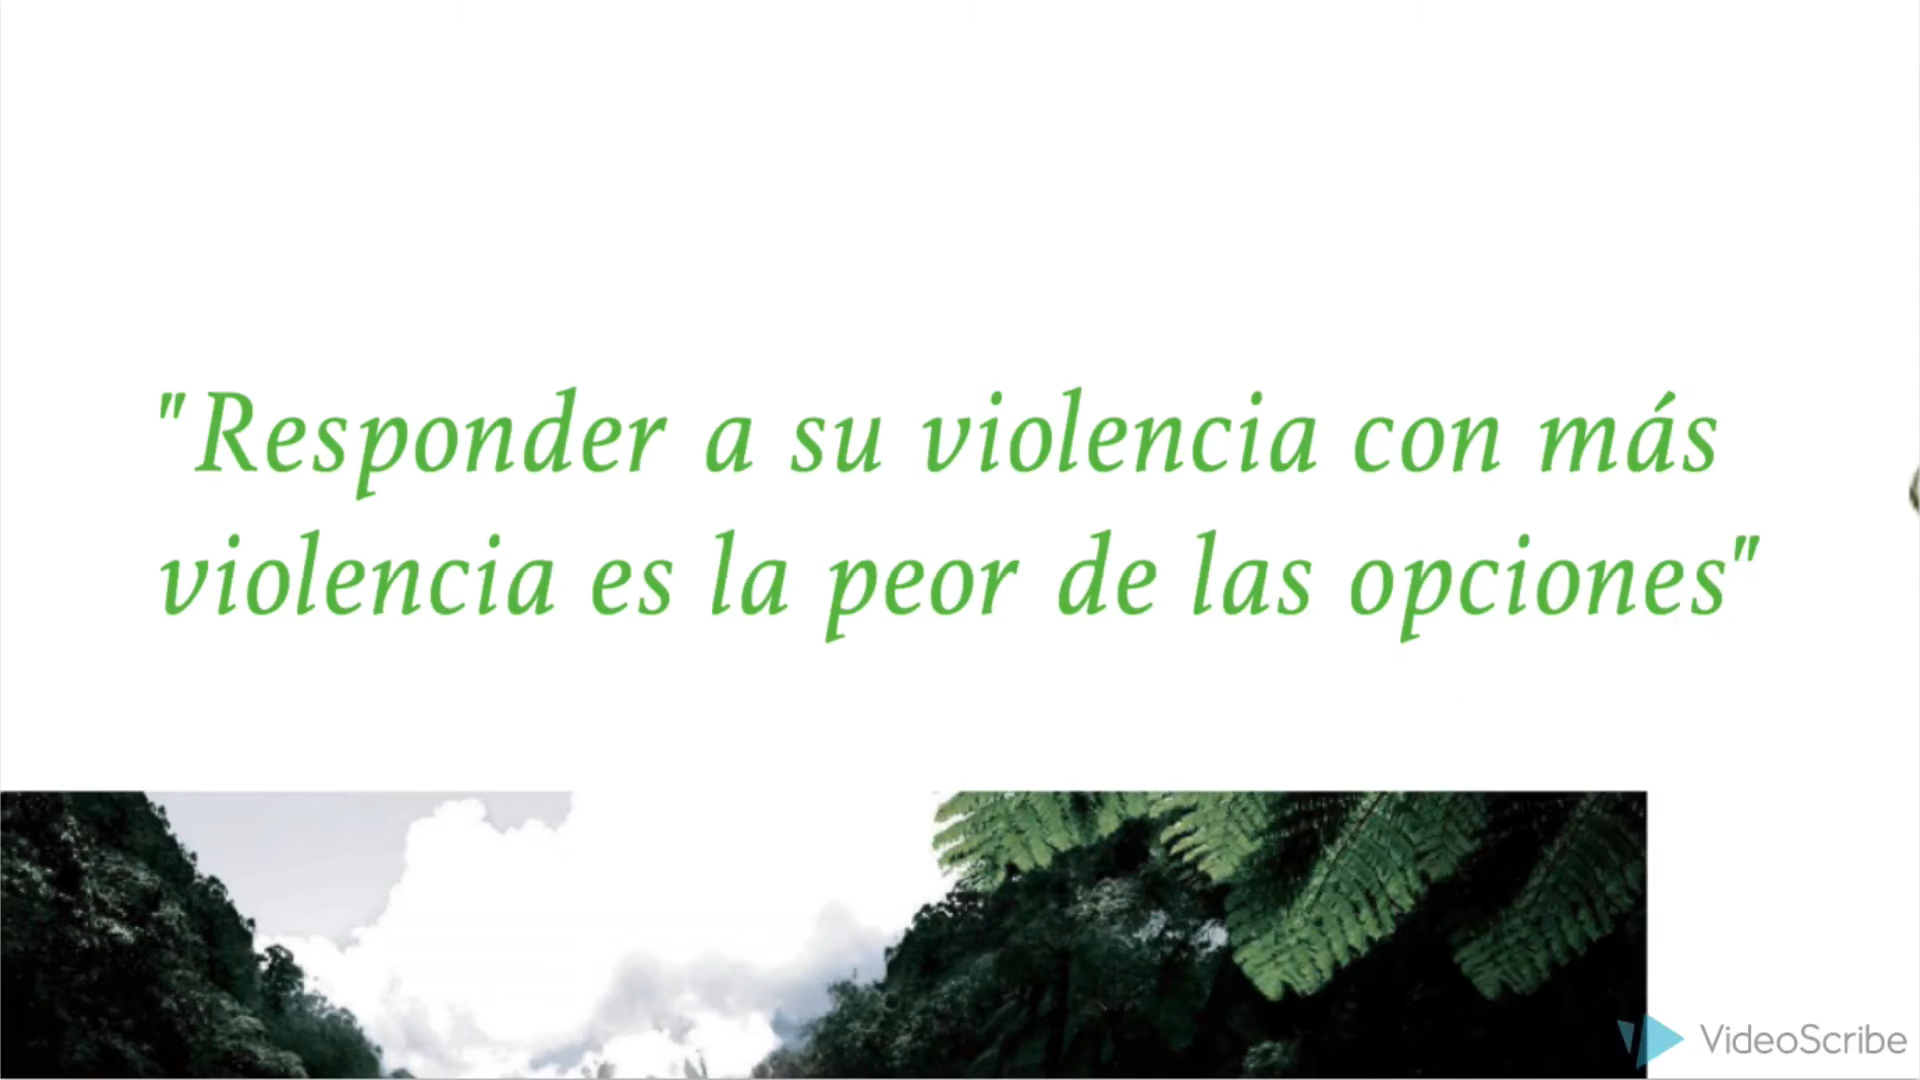 "Responder a su violencia con más
violencia es la peor de las opciones"
VideoScribe